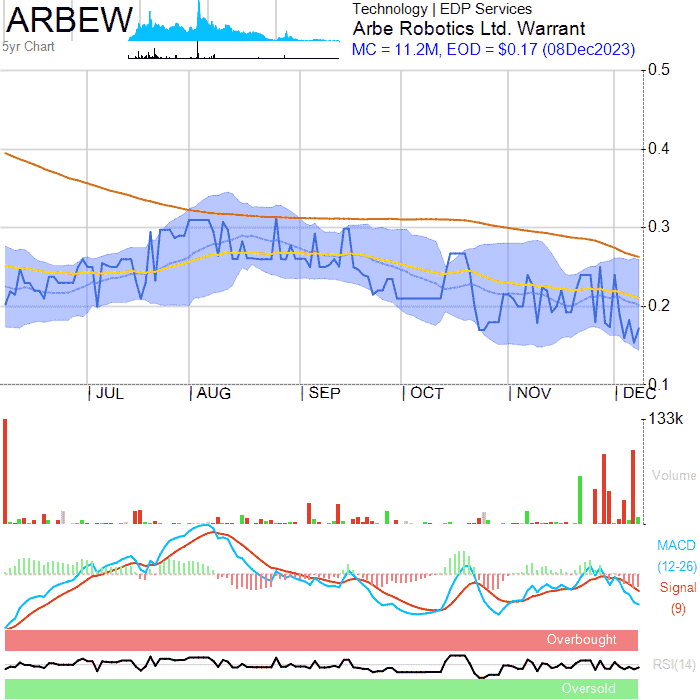 ARBEW
5yr Chart
Technology | EDP Services
Arbe Robotics Ltd. Warrant
MC = 11.2M, EOD = $0.17 (08Dec2023)
0.5
0.4
0.3
0.2
0.1
JUL
AUG
SEP
OCT
NOV
DEC
133k
Volume
MACD
(12-26)
Signal
(9)
Overbought
RSI(14)
Oversold